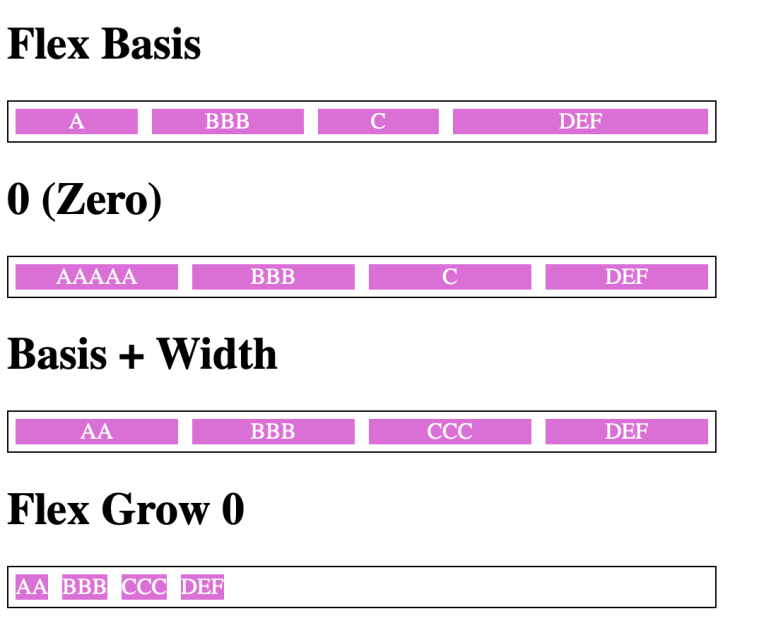 Flex Basis
A BBB C DEF
0 (Zero)
AAAAA BBB C DEF
Basis + Width
AA BBB CCC DEF
Flex Grow 0
AA BBB CCC DEF